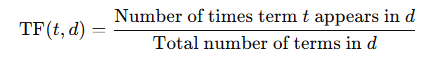 TF(t, d) = Number of times term t appears in d
Total number of terms in d